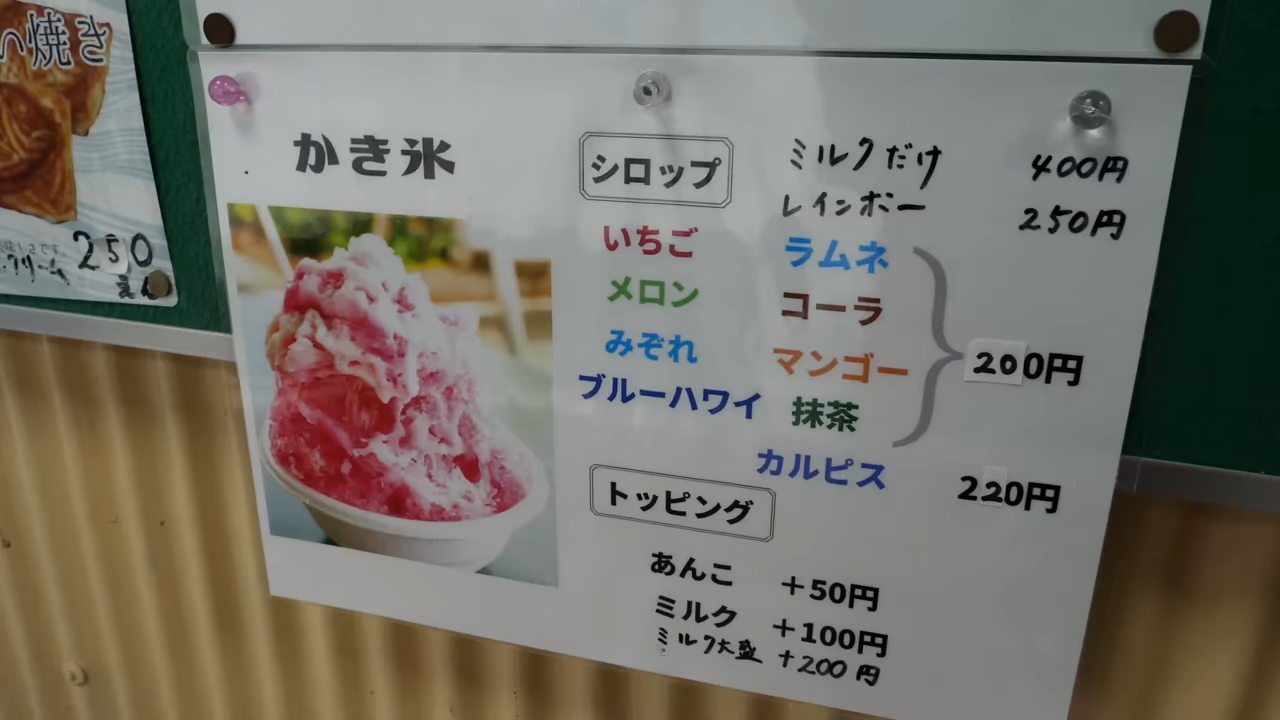 い焼き
250
かき氷
シロップ
ミルクだけ 400円
レインボー 250円
いちご ラムネ
メロン コーラ
みぞれ マンゴー 200円
ブルーハワイ 抹茶
カルピス 220円
トッピング
あんこ +50円
ミルク +100円
ミルク大盛 +200円